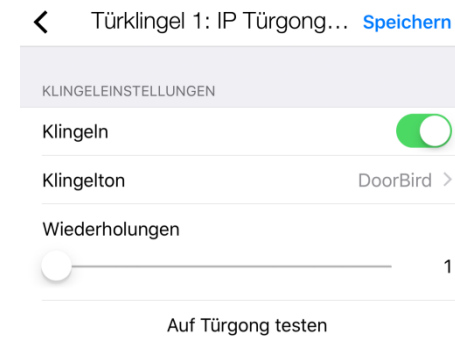 Türklingel 1: IP Türgong... Speichern
KLINGELEINSTELLUNGEN
Klingeln
Klingelton DoorBird
Wiederholungen
1
Auf Türgong testen